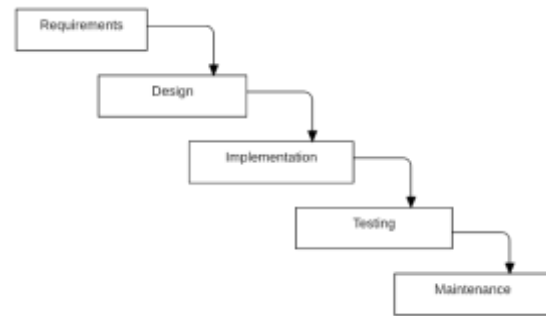 Requirements
Design
Implementation
Testing
Maintenance